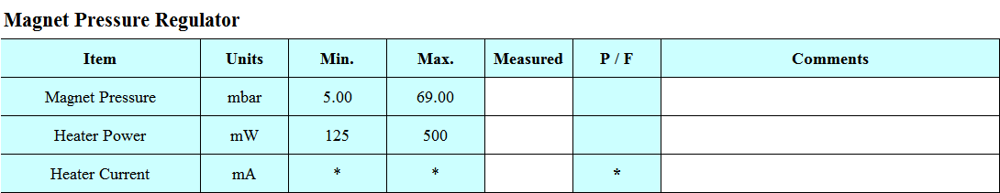 Magnet Pressure Regulator
Item Units Min. Max. Measured P / F Comments
Magnet Pressure mbar 5.00 69.00
Heater Power mW 125 500
Heater Current mA * * *